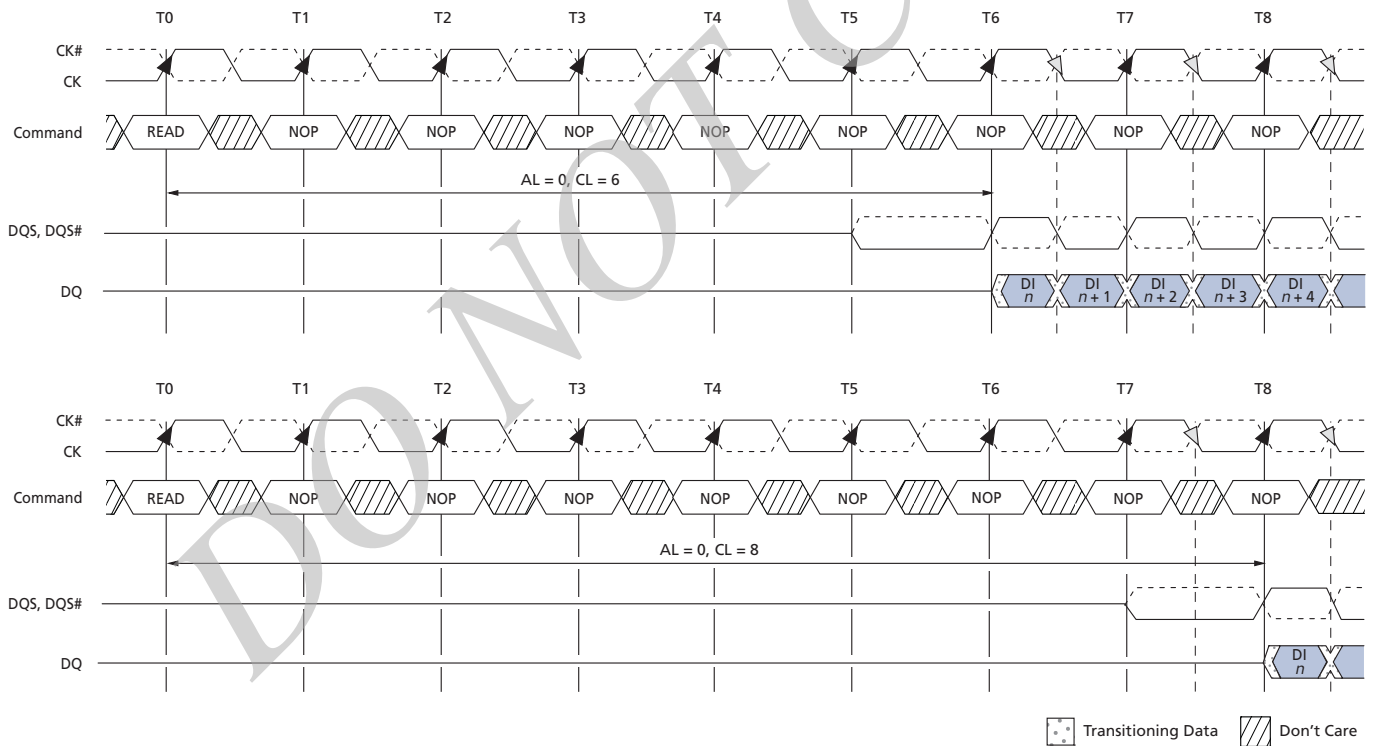 T0 T1 T2 T3 T4 T5 T6 T7 T8
CK#
CK
Command READ NOP NOP NOP NOP NOP NOP NOP NOP
AL = 0, CL = 6
DQS, DQS#
DQ DI n DI n + 1 DI n + 2 DI n + 3 DI n + 4
T0 T1 T2 T3 T4 T5 T6 T7 T8
CK#
CK
Command READ NOP NOP NOP NOP NOP NOP NOP NOP
AL = 0, CL = 8
DQS, DQS#
DQ DI n
Transitioning Data Don't Care
DO NOT C